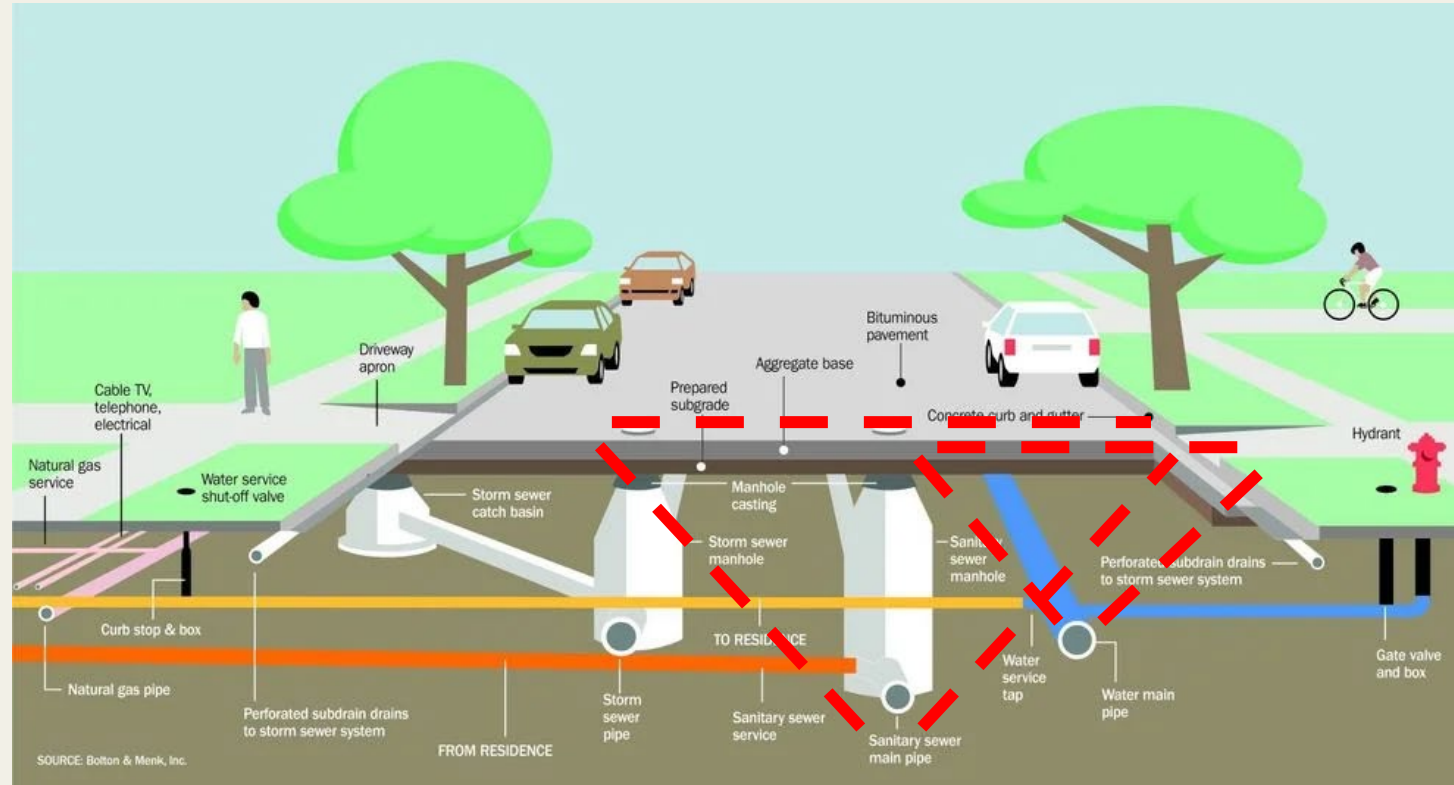 Bituminous
pavement
Driveway
apron
Aggregate base
Cable TV,
telephone,
electrical
Prepared
subgrade
Concrete curb and gutter
Hydrant
Natural gas
service
Water service
shut-off valve
Storm sewer
catch basin
Manhole
casting
Storm sewer
manhole
Sanitary
sewer
manhole
Perforated subdrain drains
to storm sewer system
Curb stop & box
TO RESIDENCE
Water
service
tap
Gate valve
and box
Natural gas pipe
Water main
pipe
Perforated subdrain drains
to storm sewer system
Storm
sewer
pipe
Sanitary sewer
service
FROM RESIDENCE
Sanitary sewer
main pipe
SOURCE: Bolton & Menk, Inc.